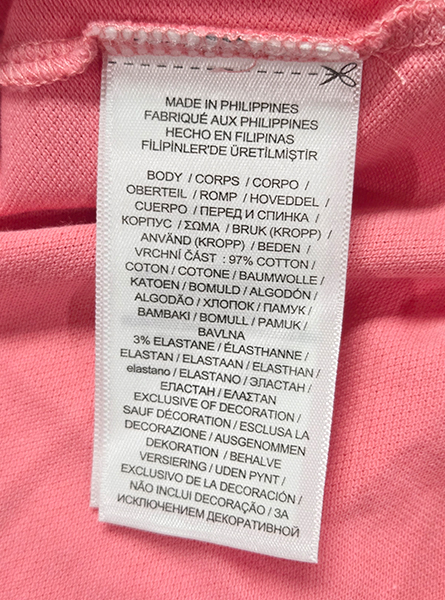 MADE IN PHILIPPINES
FABRIQUÉ AUX PHILIPPINES
HECHO EN FILIPINAS
FİLİPİNLER'DE ÜRETİLMİŞTİR
BODY / CORPS / CORPO /
OBERTEIL / ROMP / HOVEDDEL /
CUERPO / ПЕРЕД И СПИНКА /
КОРПУС / ΣΩΜΑ / BRUK (KROPP) /
ANVÄND (KROPP) / BEDEN /
VRCHNÍ ČÁST : 97% COTTON /
COTON / COTONE / BAUMWOLLE /
KATOEN / BOMULD / ALGODÓN /
ALGODÃO / ХЛОПОК / ПАМУК /
BAMBAKI / BOMULL / PAMUK /
BAVLNA
3% ELASTANE / ÉLASTHANNE /
ELASTAN / ELASTAAN / ELASTHAN /
elastano / ELASTANO / ЭЛАСТАН /
ЕЛАСТАН / ΕΛΑΣΤΑΝ
EXCLUSIVE OF DECORATION /
SAUF DÉCORATION / ESCLUSA LA
DECORAZIONE / AUSGENOMMEN
DEKORATION / BEHALVE
VERSIERING / UDEN PYNT /
EXCLUSIVO DE LA DECORACIÓN /
NÃO INCLUI DECORAÇÃO / ЗА
ИСКЛЮЧЕНИЕМ ДЕКОРАТИВНОЙ